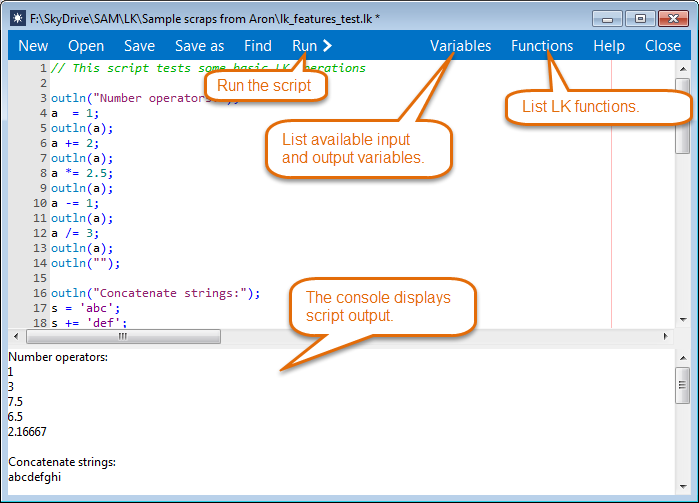 F:\SkyDrive\SAM\LK\Sample scraps from Aron\lk_features_test.lk *
New Open Save Save as Find Run Variables Functions Help Close
1 // This script tests some basic LK operations
2
3 outln("Number operators:");
4 a = 1;
5 outln(a);
6 a += 2;
7 outln(a);
8 a *= 2.5;
9 outln(a);
10 a -= 1;
11 outln(a);
12 a /= 3;
13 outln(a);
14 outln("");
15
16 outln("Concatenate strings:");
17 s = 'abc';
18 s += 'def';
Run the script
List available input
and output variables.
List LK functions.
The console displays
script output.
Number operators:
1
3
7.5
6.5
2.16667
Concatenate strings:
abcdefghi